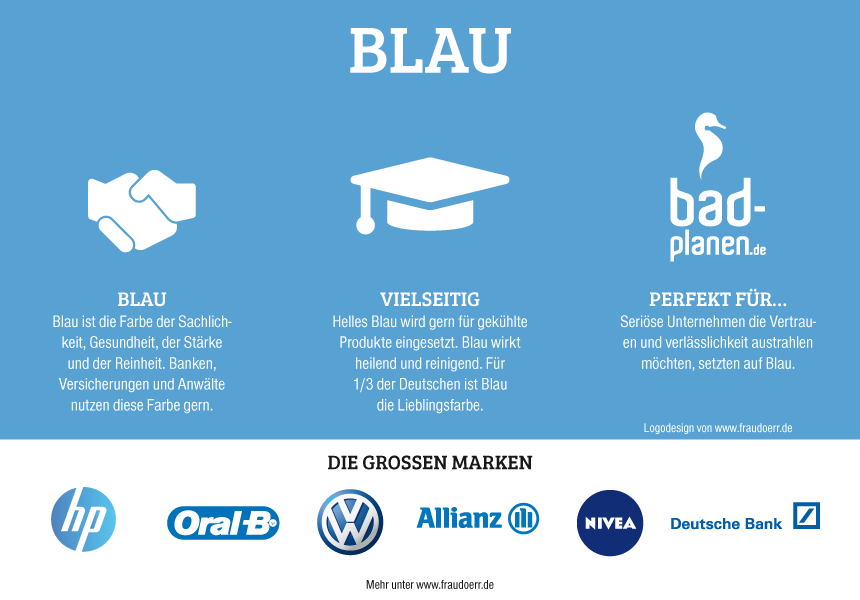 BLAU
bad-
planen.de
BLAU
Blau ist die Farbe der Sachlich-
keit, Gesundheit, der Stärke
und der Reinheit. Banken,
Versicherungen und Anwälte
nutzen diese Farbe gern.
VIELSEITIG
Helles Blau wird gern für gekühlte
Produkte eingesetzt. Blau wirkt
heilend und reinigend. Für
1/3 der Deutschen ist Blau
die Lieblingsfarbe.
PERFEKT FÜR...
Seriöse Unternehmen die Vertrau-
en und verlässlichkeit austrahlen
möchten, setzten auf Blau.
Logodesign von www.fraudoerr.de
DIE GROSSEN MARKEN
hp
Oral-B®
VW
Allianz
NIVEA
Deutsche Bank
Mehr unter www.fraudoerr.de